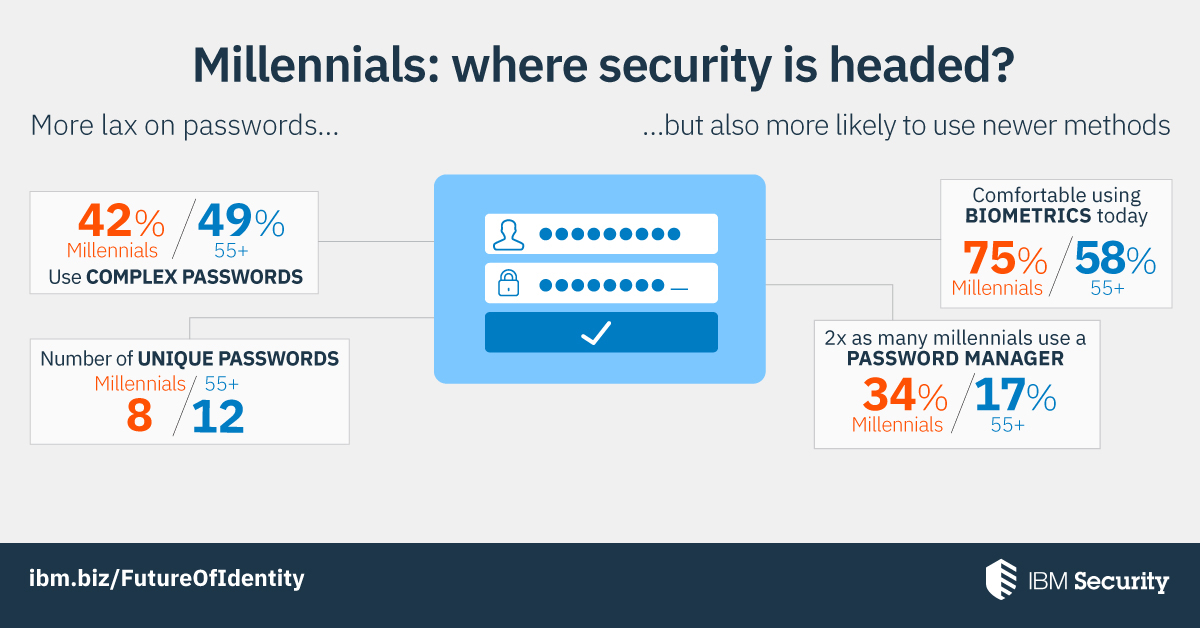 Millennials: where security is headed?
More lax on passwords...
...but also more likely to use newer methods
42% / 49%
Millennials 55+
Use COMPLEX PASSWORDS
Number of UNIQUE PASSWORDS
Millennials / 55+
8 / 12
Comfortable using
BIOMETRICS today
75% / 58%
Millennials 55+
2x as many millennials use a
PASSWORD MANAGER
34% / 17%
Millennials 55+
ibm.biz/FutureOfIdentity
IBM Security